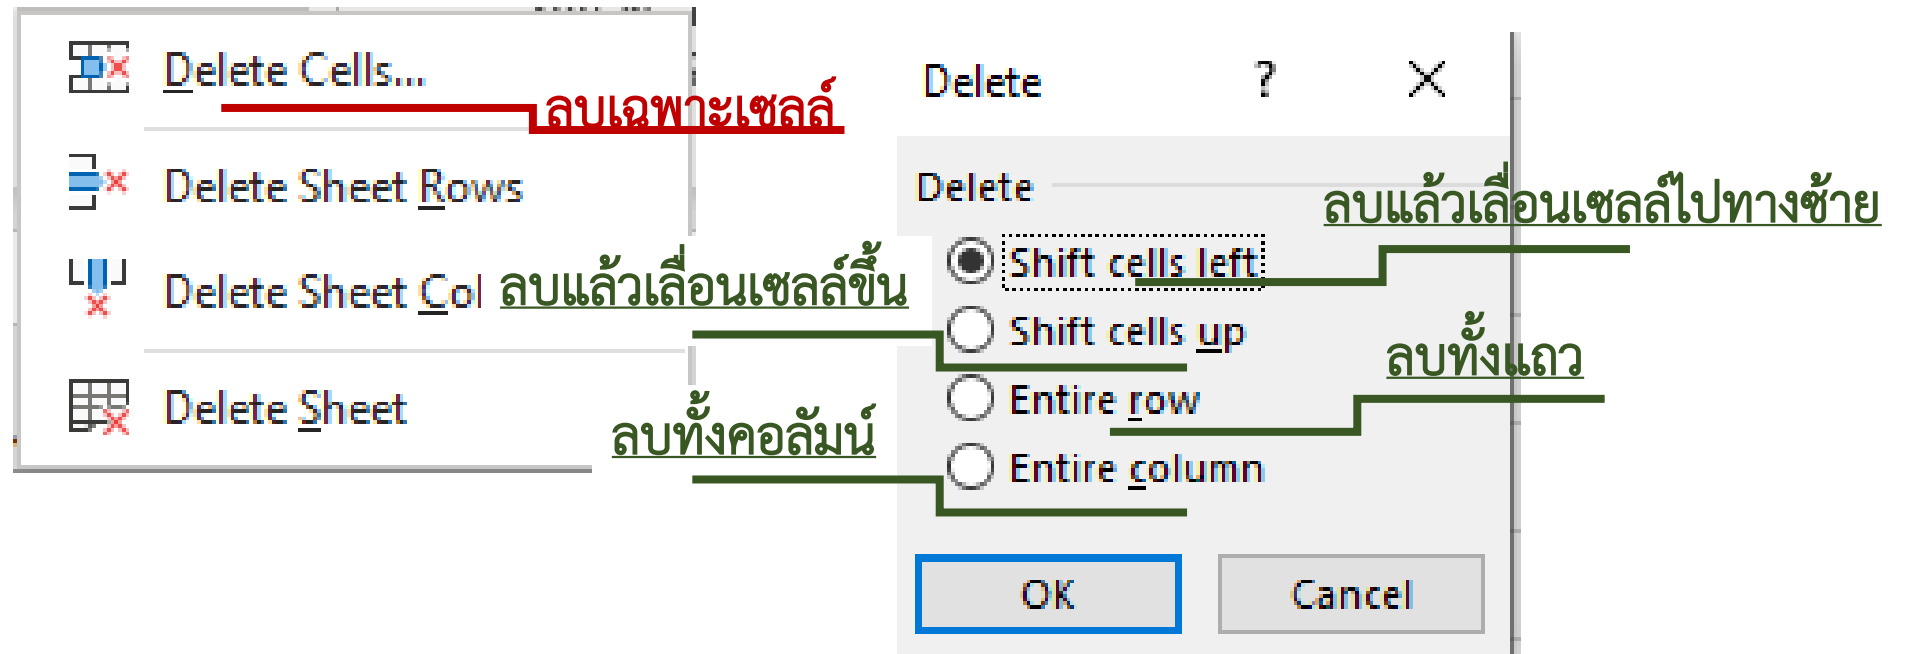 Delete Cells...
ลบเฉพาะเซลล์
Delete Sheet Rows
Delete Sheet Col
Delete Sheet
Delete ? X
Delete
ลบแล้วเลื่อนเซลล์ไปทางซ้าย
Shift cells left
ลบแล้วเลื่อนเซลล์ขึ้น
Shift cells up
ลบทั้งแถว
Entire row
ลบทั้งคอลัมน์
Entire column
OK
Cancel